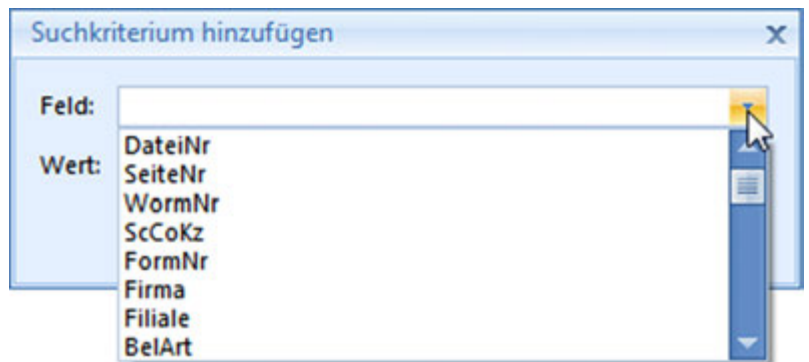 Suchkriterium hinzufügen
Feld:
Wert:
DateiNr
SeiteNr
WormNr
ScCoKz
FormNr
Firma
Filiale
BelArt